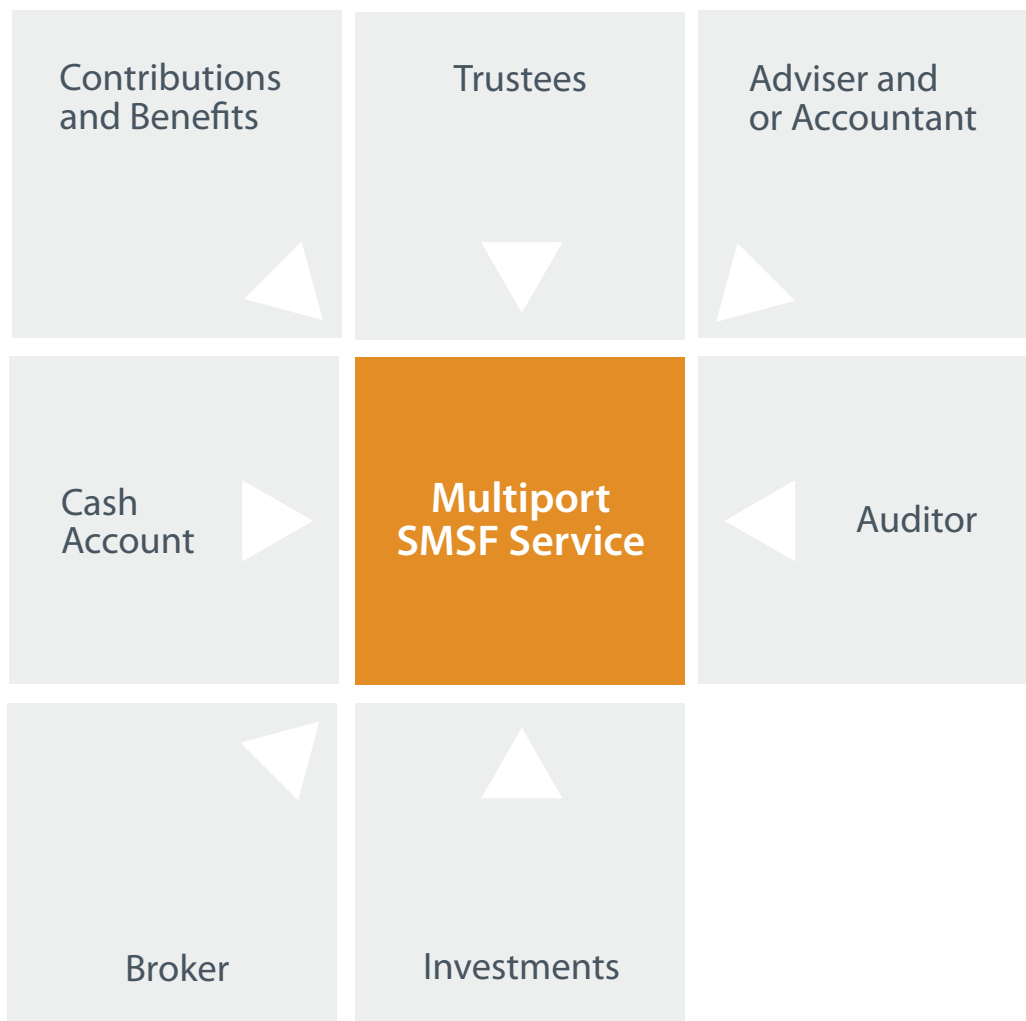 Contributions
and Benefits
Trustees
Adviser and
or Accountant
Cash
Account
Multiport
SMSF Service
Auditor
Broker
Investments